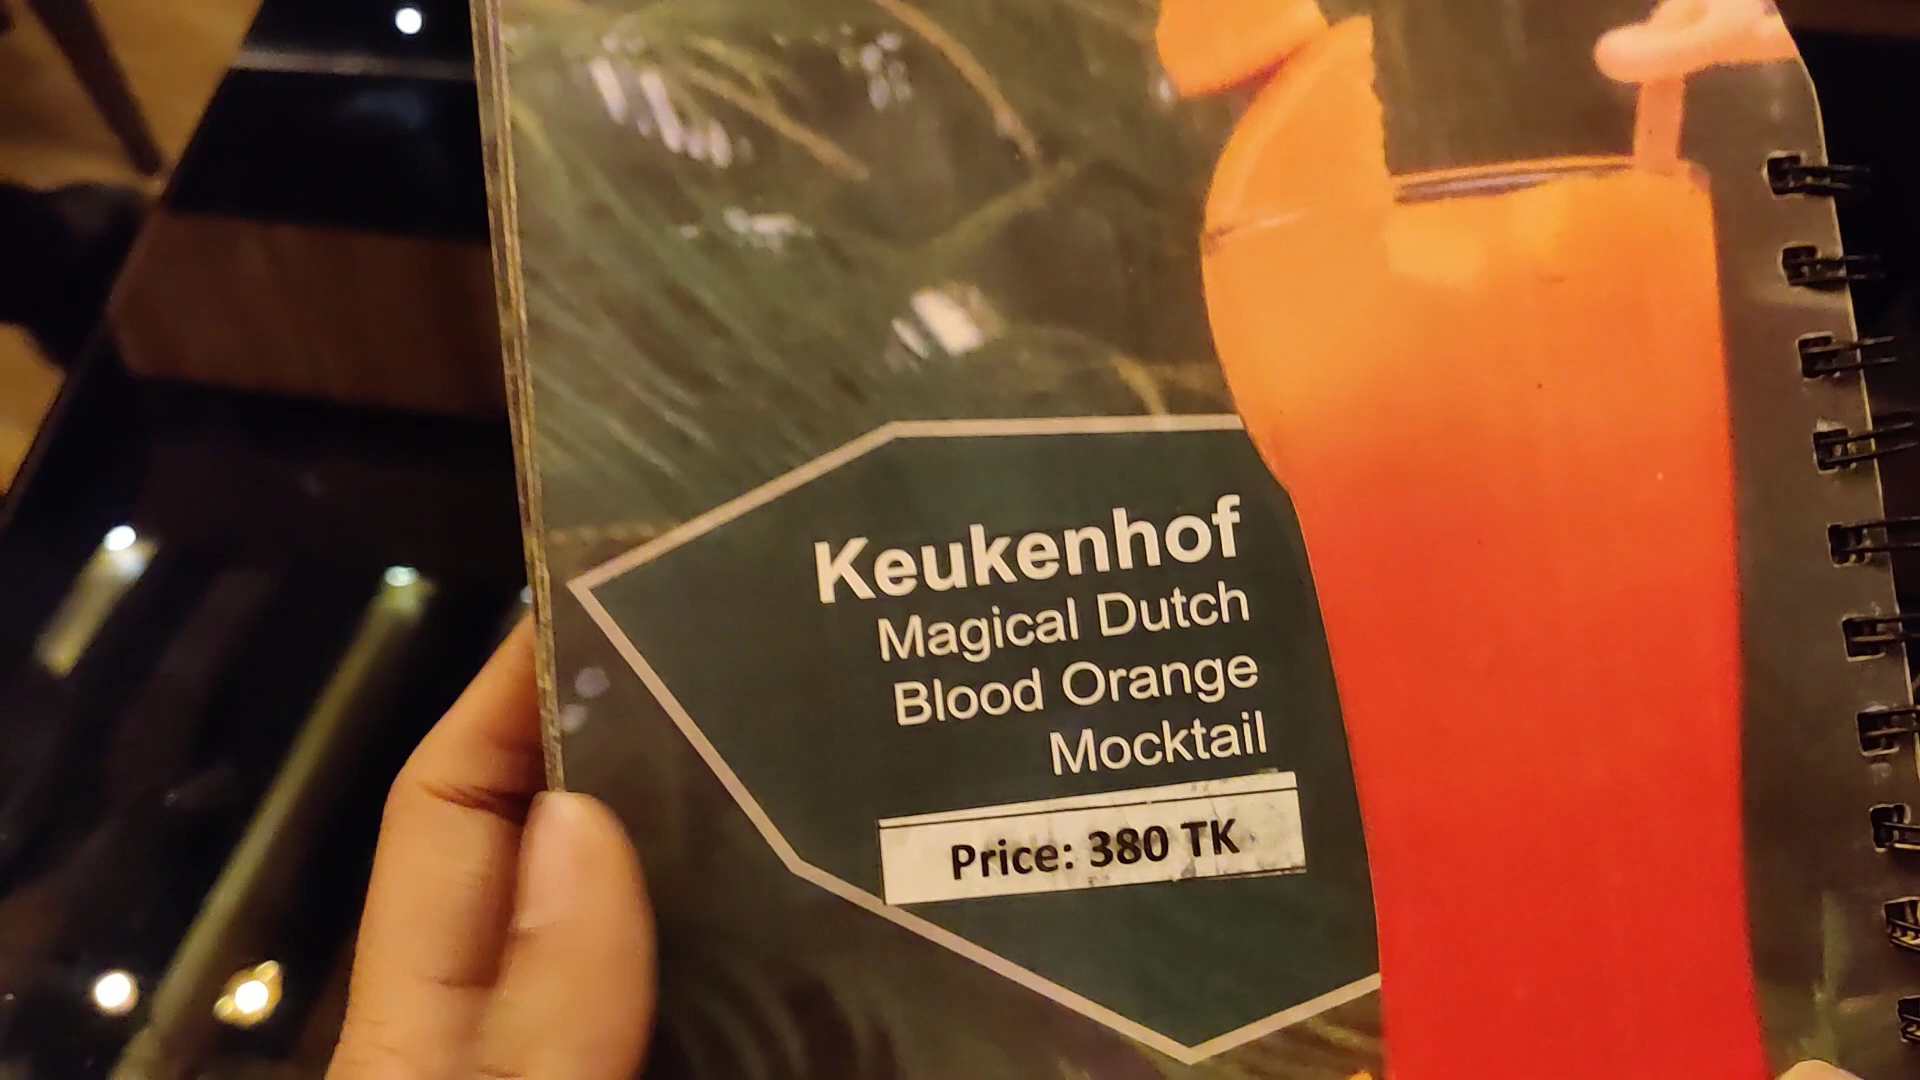 Keukenhof
Magical Dutch
Blood Orange
Mocktail
Price: 380 TK